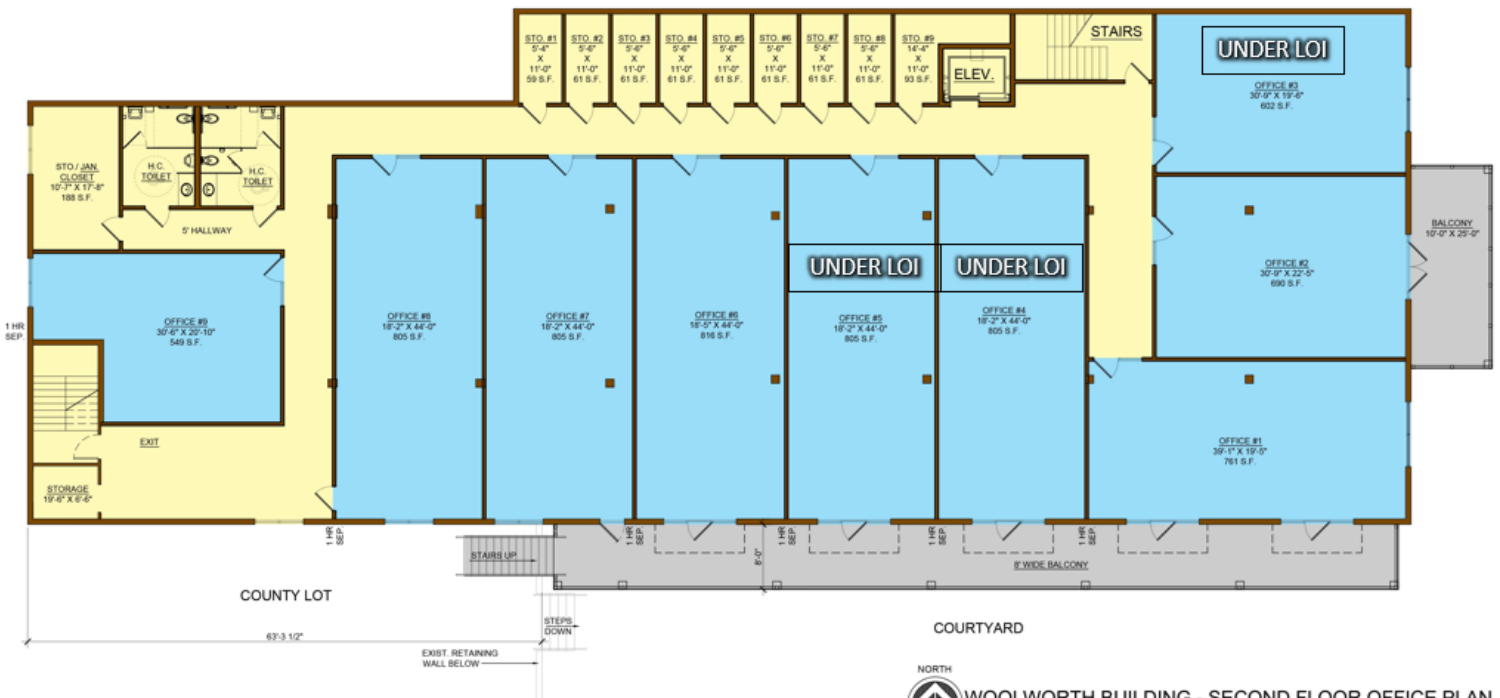 STO. #1
5'-4"
X
11'-0"
59 S.F.
STO. #2
5'-6"
X
11'-0"
61 S.F.
STO. #3
5'-6"
X
11'-0"
61 S.F.
STO. #4
5'-6"
X
11'-0"
61 S.F.
STO. #5
5'-6"
X
11'-0"
61 S.F.
STO. #6
5'-6"
X
11'-0"
61 S.F.
STO. #7
5'-6"
X
11'-0"
61 S.F.
STO. #8
5'-6"
X
11'-0"
61 S.F.
STO. #9
14'-4"
X
11'-0"
93 S.F.
ELEV.
STAIRS
UNDER LOI
OFFICE #3
30'-9" X 19'-6"
602 S.F.
STO./ JAN.
CLOSET
10'-7" X 17'-8"
188 S.F.
H.C.
TOILET
H.C.
TOILET
5' HALLWAY
BALCONY
10'-0" X 25'-0"
OFFICE #2
30'-9" X 22'-5"
690 S.F.
UNDER LOI
UNDER LOI
OFFICE #9
30'-6" X 20'-10"
549 S.F.
1 HR
SEP.
OFFICE #8
18'-2" X 44'-0"
805 S.F.
OFFICE #7
18'-2" X 44'-0"
805 S.F.
OFFICE #6
18'-5" X 44'-0"
816 S.F.
OFFICE #5
18'-2" X 44'-0"
805 S.F.
OFFICE #4
18'-2" X 44'-0"
805 S.F.
OFFICE #1
39'-1" X 19'-5"
761 S.F.
EXIT
STORAGE
19'-6" X 6'-6"
1 HR
SEP.
1 HR
SEP.
1 HR
SEP.
1 HR
SEP.
1 HR
SEP.
STAIRS UP
8'-0"
8' WIDE BALCONY
COUNTY LOT
STEPS
DOWN
COURTYARD
63'-3 1/2"
EXIST. RETAINING
WALL BELOW
NORTH
WOOLWORTH BUILDING - SECOND FLOOR OFFICE PLAN